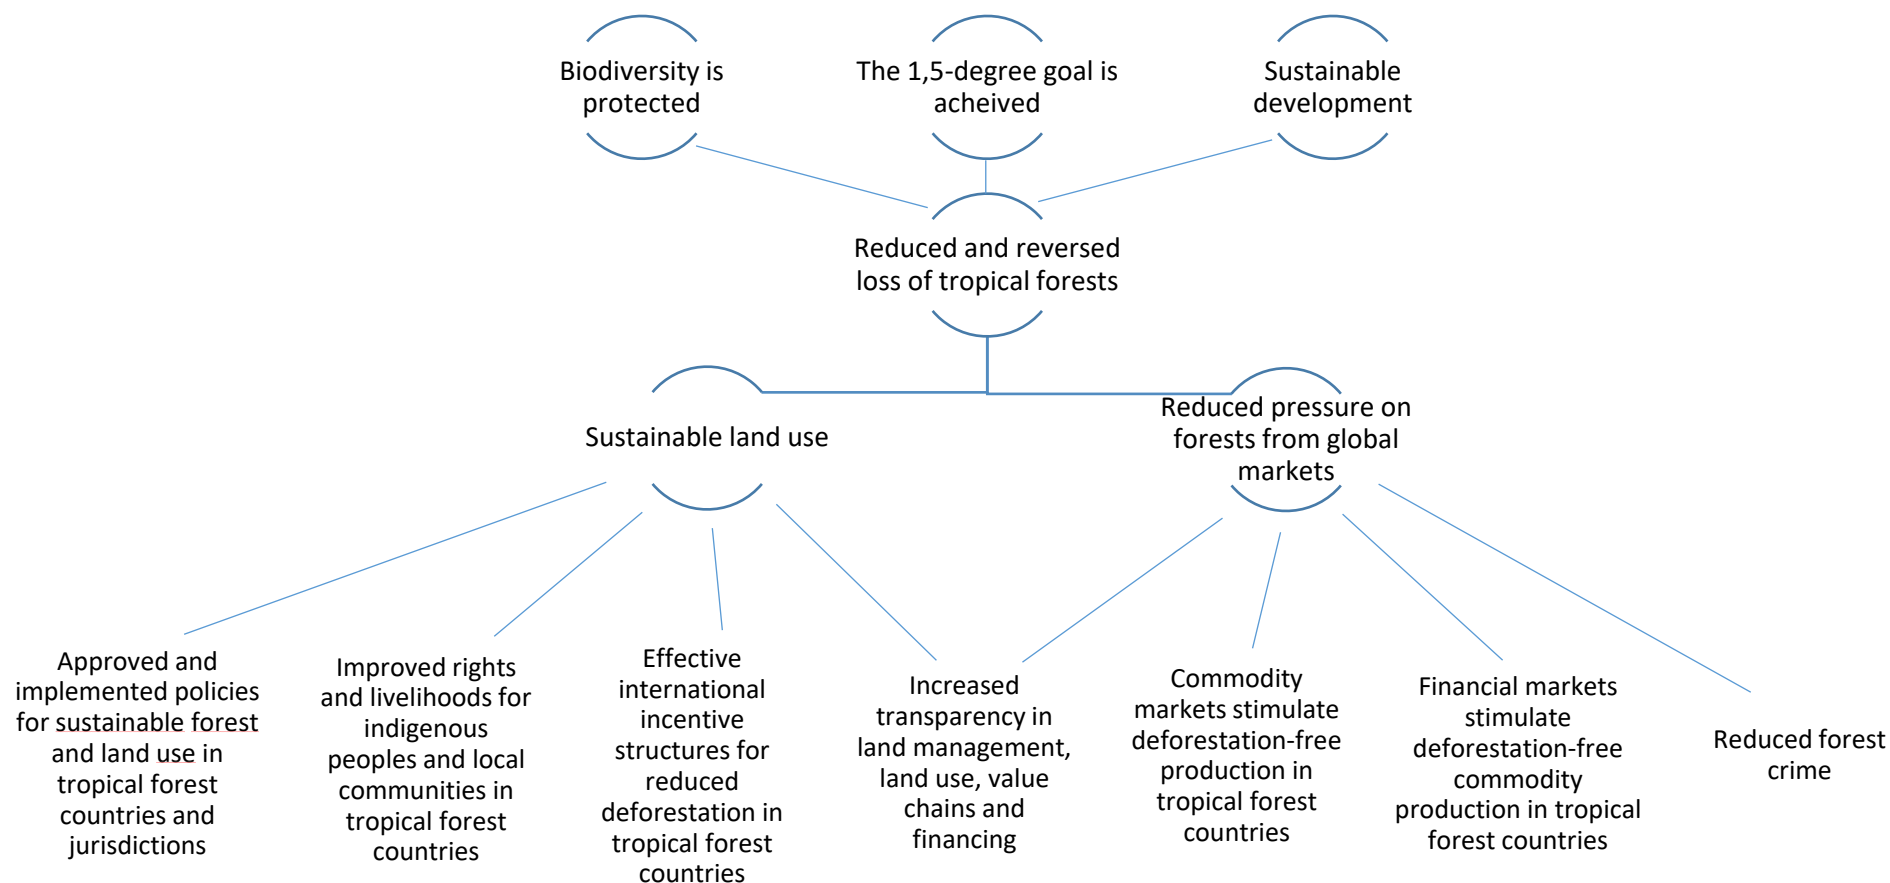 Biodiversity is
protected
The 1,5-degree goal is
acheived
Sustainable
development
Reduced and reversed
loss of tropical forests
Sustainable land use
Reduced pressure on
forests from global
markets
Approved and
implemented policies
for sustainable forest
and land use in
tropical forest
countries and
jurisdictions
Improved rights
and livelihoods for
indigenous
peoples and local
communities in
tropical forest
countries
Effective
international
incentive
structures for
reduced
deforestation in
tropical forest
countries
Increased
transparency in
land management,
land use, value
chains and
financing
Commodity
markets stimulate
deforestation-free
production in
tropical forest
countries
Financial markets
stimulate
deforestation-free
commodity
production in tropical
forest countries
Reduced forest
crime